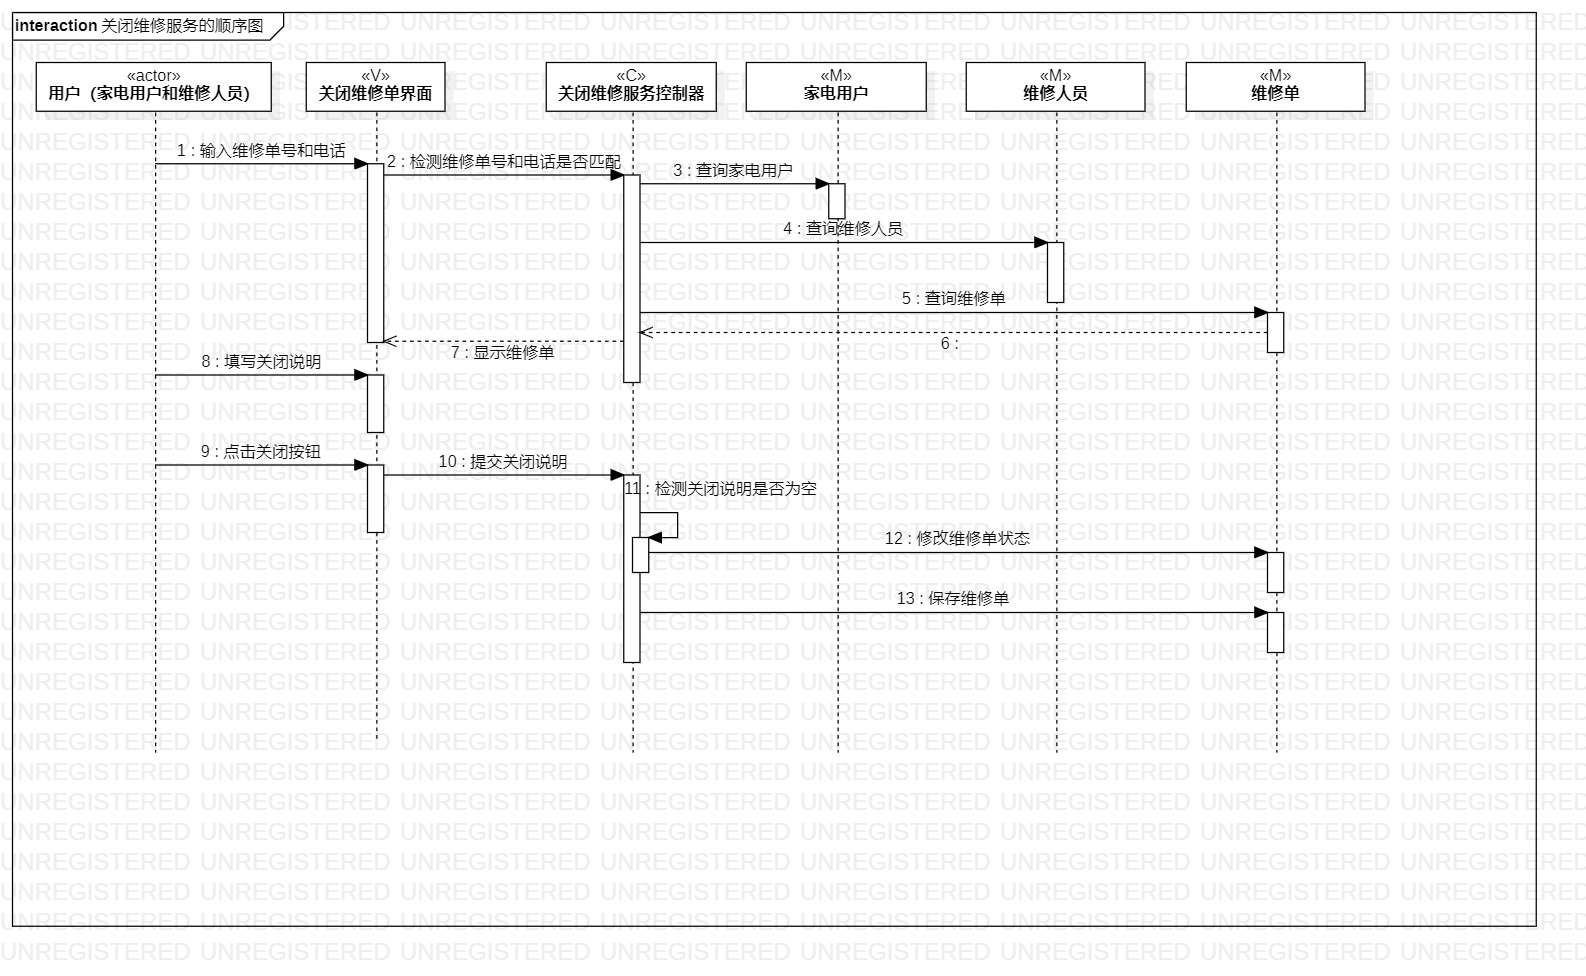 interaction 关闭维修服务的顺序图
«actor»
用户（家电用户和维修人员）
«V»
关闭维修单界面
«C»
关闭维修服务控制器
«M»
家电用户
«M»
维修人员
«M»
维修单
1 : 输入维修单号和电话
2 : 检测维修单号和电话是否匹配
3 : 查询家电用户
4 : 查询维修人员
5 : 查询维修单
6 :
7 : 显示维修单
8 : 填写关闭说明
9 : 点击关闭按钮
10 : 提交关闭说明
11 : 检测关闭说明是否为空
12 : 修改维修单状态
13 : 保存维修单
UNREGISTERED